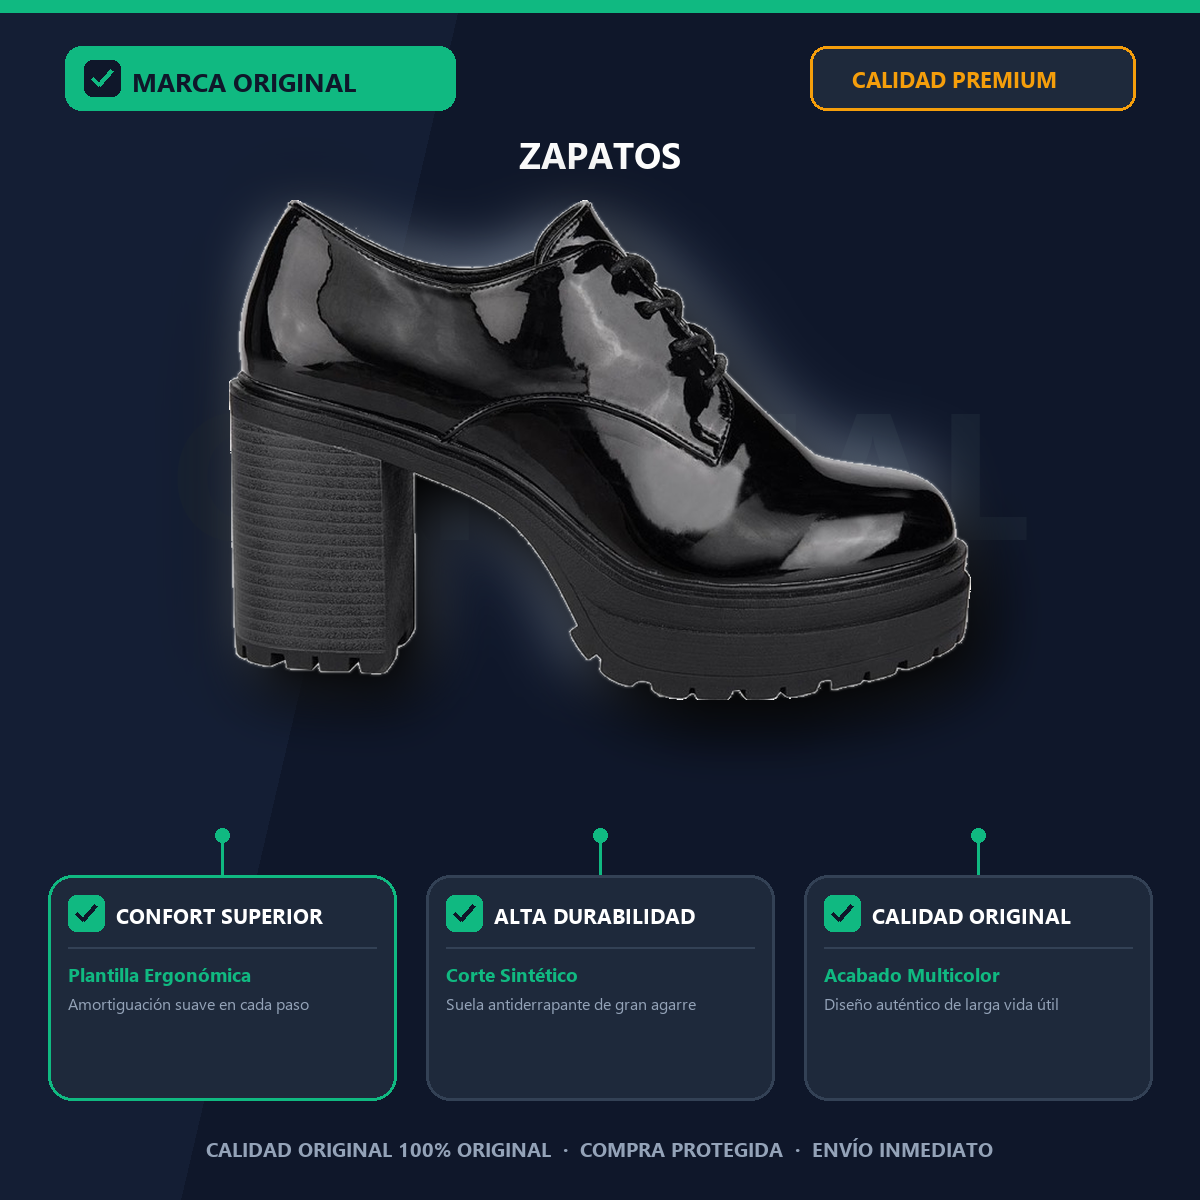 MARCA ORIGINAL
CALIDAD PREMIUM
ZAPATOS
CONFORT SUPERIOR
Plantilla Ergonómica
Amortiguación suave en cada paso
ALTA DURABILIDAD
Corte Sintético
Suela antiderrapante de gran agarre
CALIDAD ORIGINAL
Acabado Multicolor
Diseño auténtico de larga vida útil
CALIDAD ORIGINAL 100% ORIGINAL · COMPRA PROTEGIDA · ENVÍO INMEDIATO